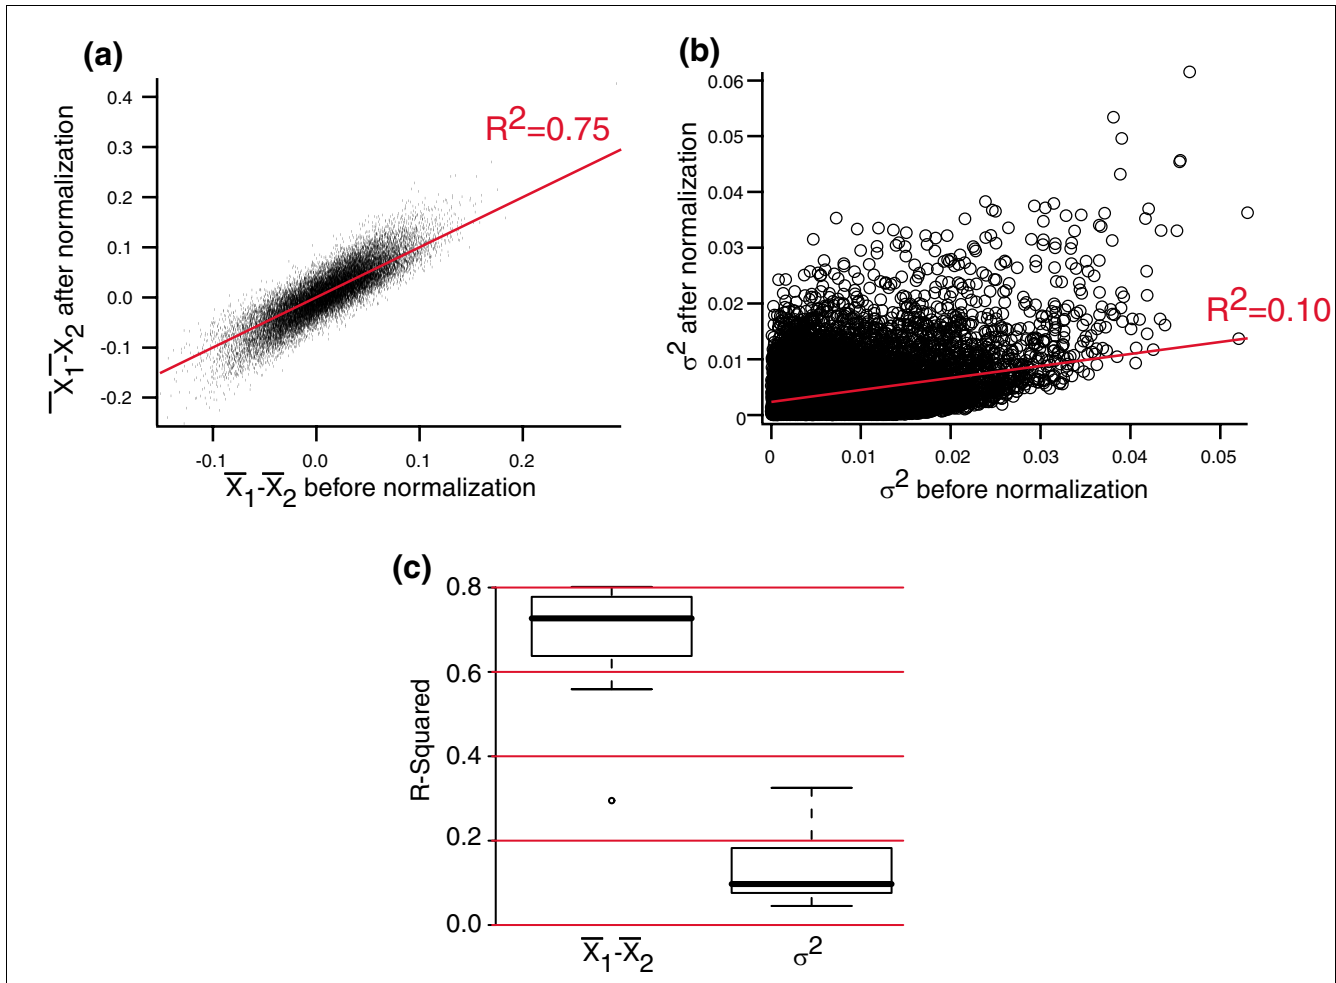 (a)
X̅1-X̅2 after normalization
0.4
0.3
0.2
0.1
0.0
-0.1
-0.2
R²=0.75
-0.1 0.0 0.1 0.2
X̅1-X̅2 before normalization
(b)
σ² after normalization
0.06
0.05
0.04
0.03
0.02
0.01
0
R²=0.10
0 0.01 0.02 0.03 0.04 0.05
σ² before normalization
(c)
R-Squared
0.8
0.6
0.4
0.2
0.0
X̅1-X̅2 σ²